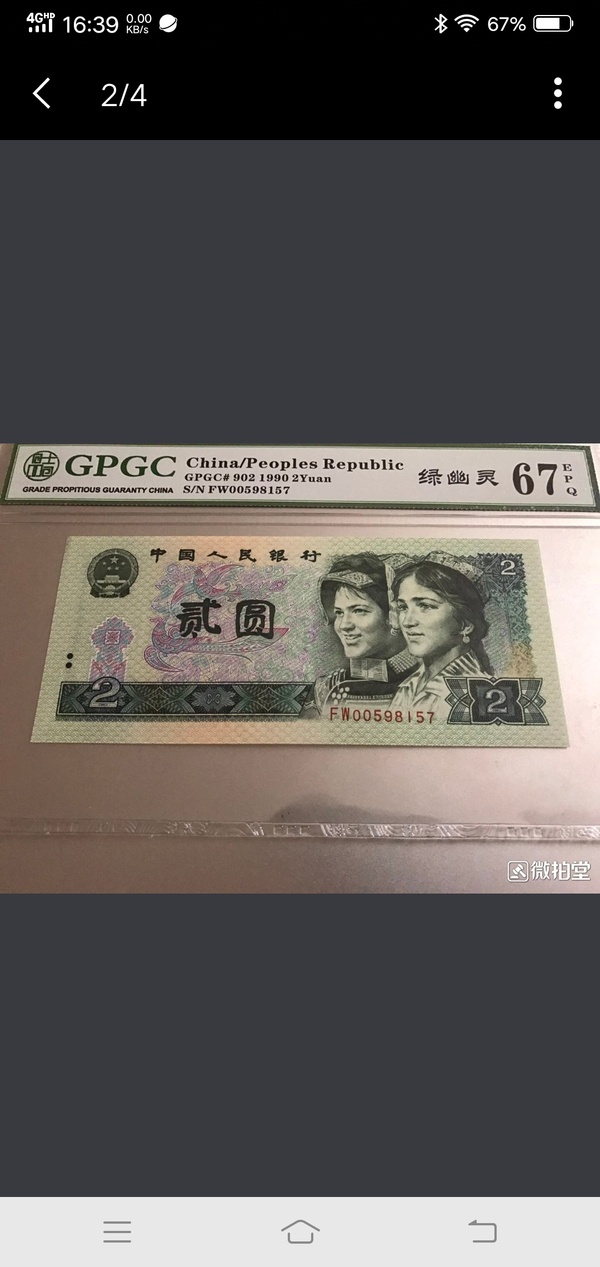 4GHD 16:39 0.00 KB/s 67%
2/4
GPGC
GRADE PROPITIOUS GUARANTY CHINA
China/Peoples Republic
GPGC# 902 1990 2Yuan
S/N FW00598157
绿幽灵 67 EPQ
中国人民银行
贰圆
2
2
2
FW00598157
微拍堂